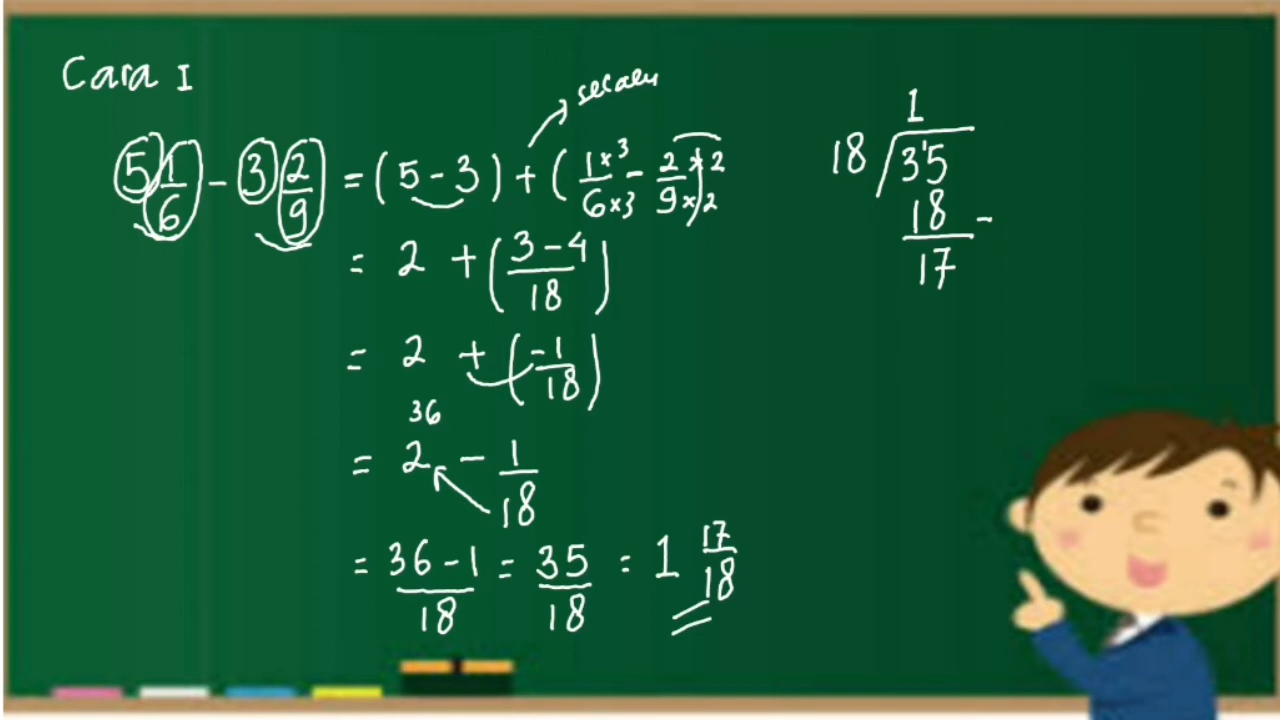 Cara I
5 1/6 - 3 2/9 = (5 - 3) + (1×3/6×3 - 2×2/9×2)
= 2 + (3 - 4/18)
= 2 + (-1/18)
36
= 2 - 1/18
= 36 - 1/18 = 35/18 = 1 17/18
1
18 35
18 -
17